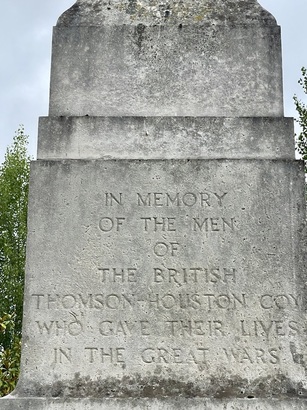 IN MEMORY
OF THE MEN
OF
THE BRITISH
THOMSON-HOUSTON COY
WHO GAVE THEIR LIVES
IN THE GREAT WARS